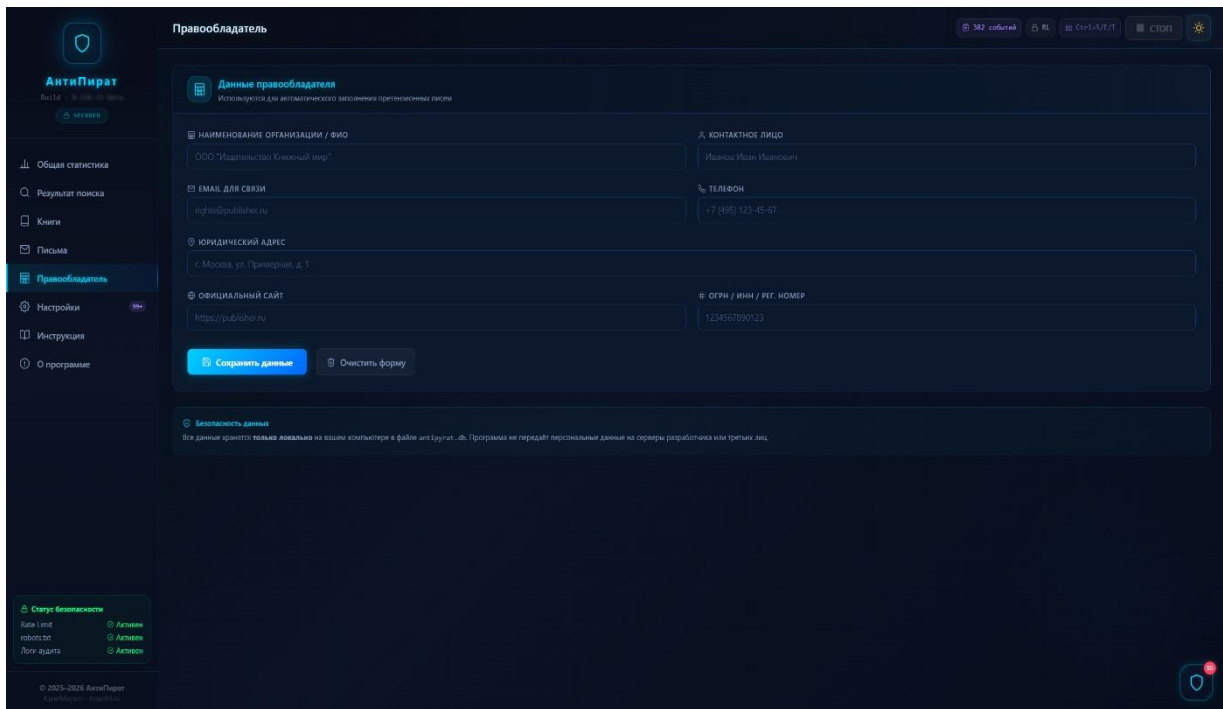 Правообладатель
382 событий
RL
Ctrl+S/E/T
СТОП
АнтиПират
Build
SECURED
Общая статистика
Результат поиска
Книги
Письма
Правообладатель
Настройки
99+
Инструкция
О программе
Данные правообладателя
Используются для автоматического заполнения претензионных писем
НАИМЕНОВАНИЕ ОРГАНИЗАЦИИ / ФИО
ООО "Издательство Книжный мир"
КОНТАКТНОЕ ЛИЦО
Иванов Иван Иванович
EMAIL ДЛЯ СВЯЗИ
rights@publisher.ru
ТЕЛЕФОН
+7 (495) 123-45-67
ЮРИДИЧЕСКИЙ АДРЕС
г. Москва, ул. Примерная, д. 1
ОФИЦИАЛЬНЫЙ САЙТ
https://publisher.ru
# ОГРН / ИНН / РЕГ. НОМЕР
1234567890123
Сохранить данные
Очистить форму
Безопасность данных
Все данные хранятся только локально на вашем компьютере в файле antipyrat.db. Программа не передаёт персональные данные на серверы разработчика или третьих лиц.
Статус безопасности
Rate Limit Активен
robots.txt Активен
Логи аудита Активен
© 2025–2026 АнтиПират